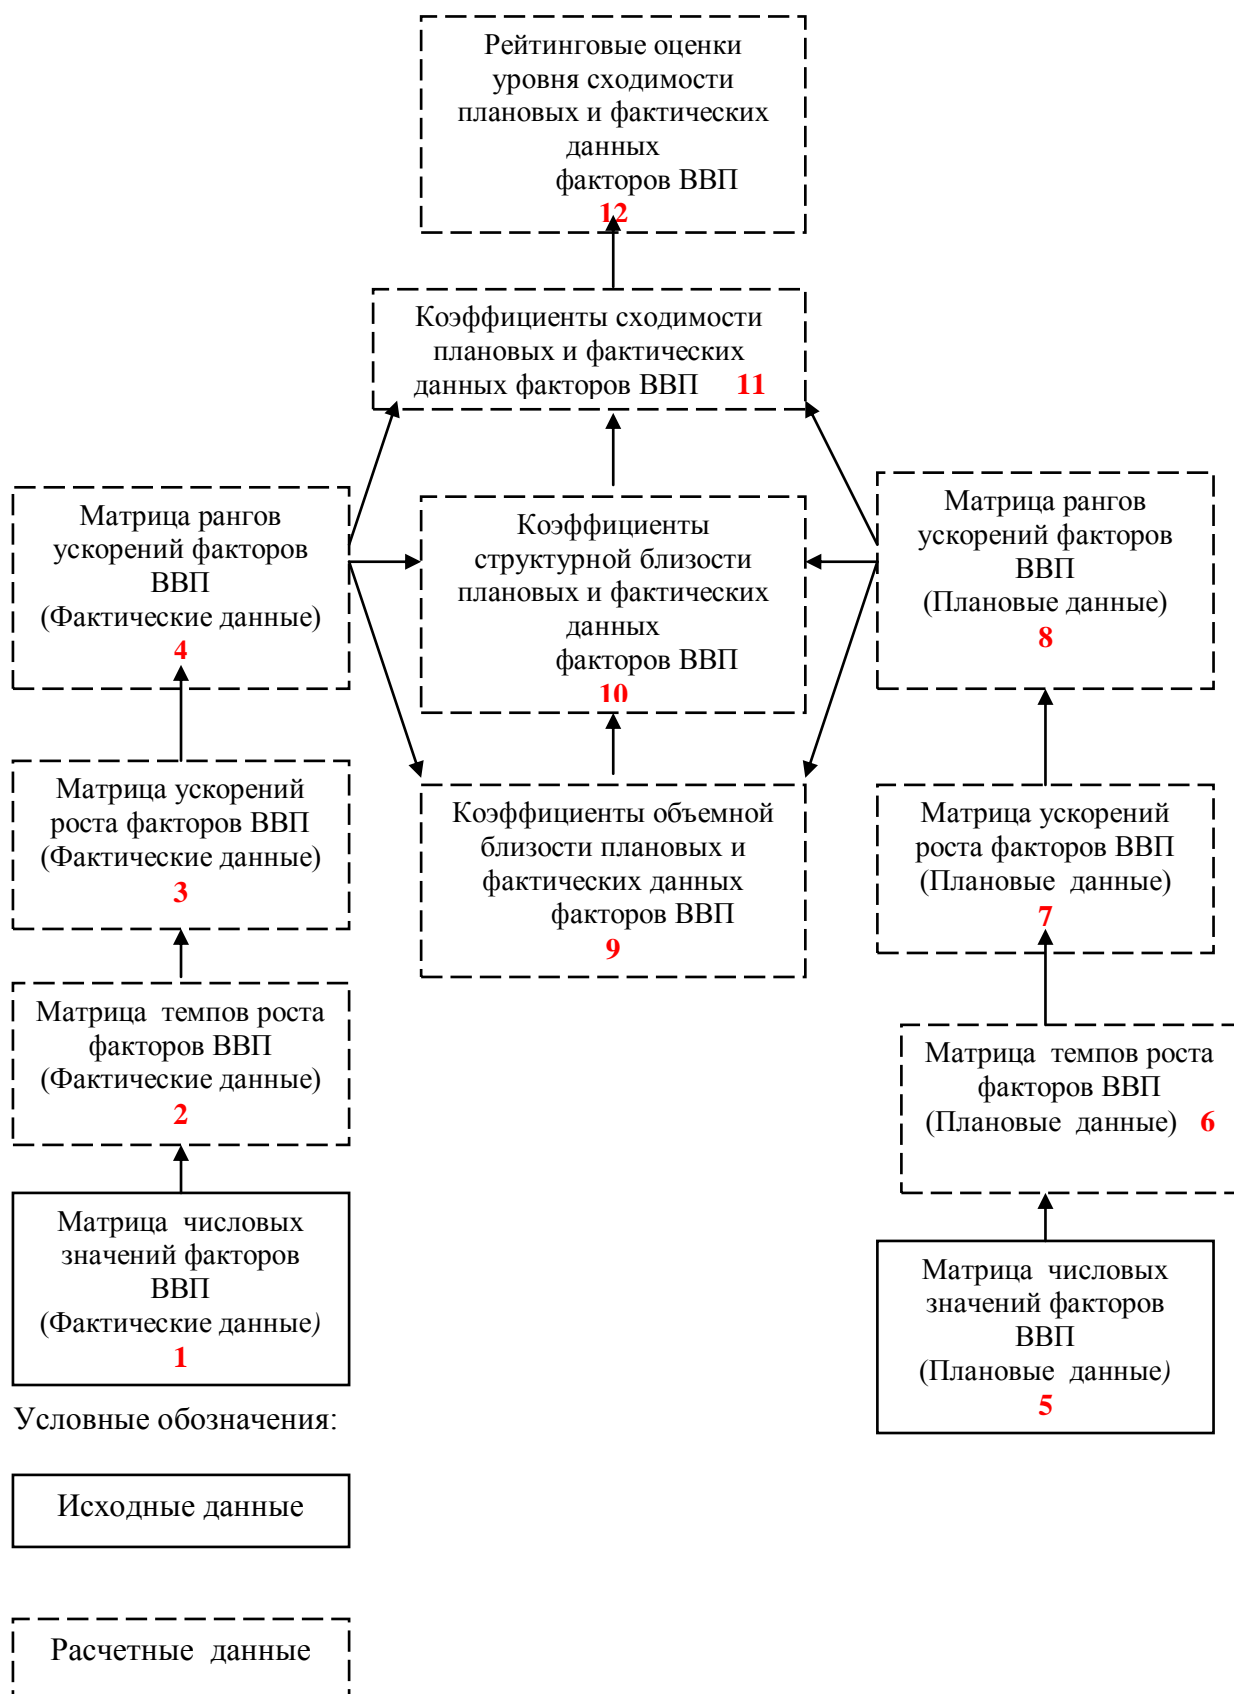 Рейтинговые оценки
уровня сходимости
плановых и фактических
данных
факторов ВВП
12
Коэффициенты сходимости
плановых и фактических
данных факторов ВВП 11
Матрица рангов
ускорений факторов
ВВП
(Фактические данные)
4
Коэффициенты
структурной близости
плановых и фактических
данных
факторов ВВП
10
Матрица рангов
ускорений факторов
ВВП
(Плановые данные)
8
Матрица ускорений
роста факторов ВВП
(Фактические данные)
3
Коэффициенты объемной
близости плановых и
фактических данных
факторов ВВП
9
Матрица ускорений
роста факторов ВВП
(Плановые данные)
7
Матрица темпов роста
факторов ВВП
(Фактические данные)
2
Матрица темпов роста
факторов ВВП
(Плановые данные) 6
Матрица числовых
значений факторов
ВВП
(Фактические данные)
1
Матрица числовых
значений факторов
ВВП
(Плановые данные)
5
Условные обозначения:
Исходные данные
Расчетные данные